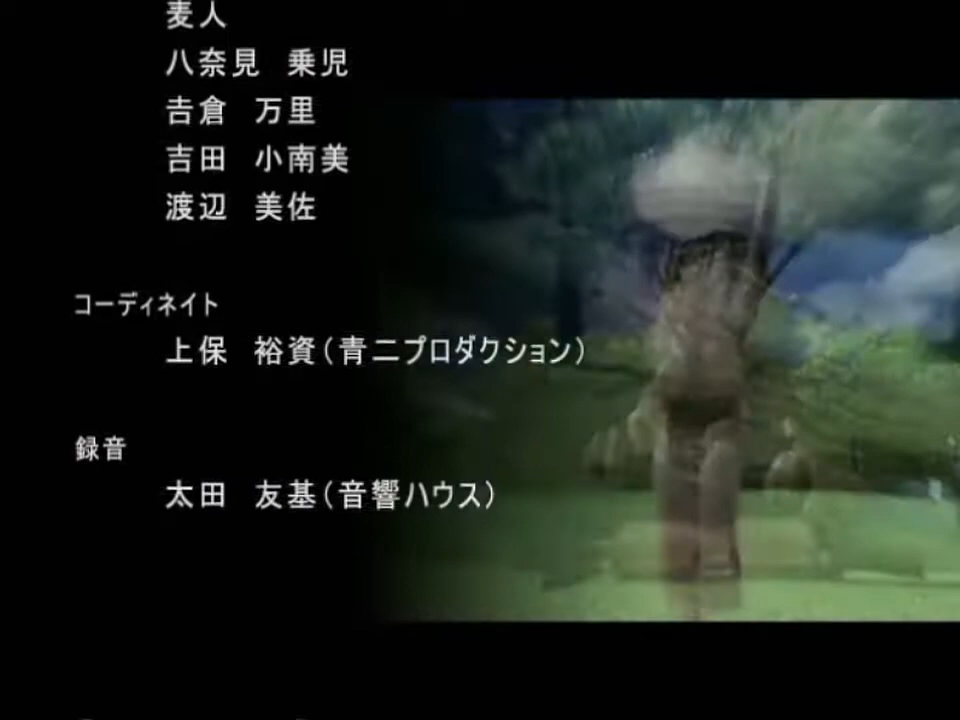 麦人
八奈見 乗児
𠮷倉 万里
吉田 小南美
渡辺 美佐
コーディネイト
上保 裕資(青二プロダクション)
録音
太田 友基(音響ハウス)